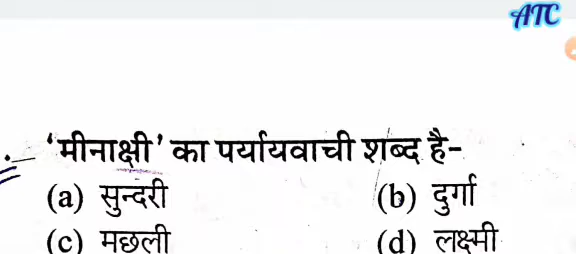 ATC
'मीनाक्षी' का पर्यायवाची शब्द है-
(a) सुन्दरी (b) दुर्गा
(c) मछली (d) लक्ष्मी